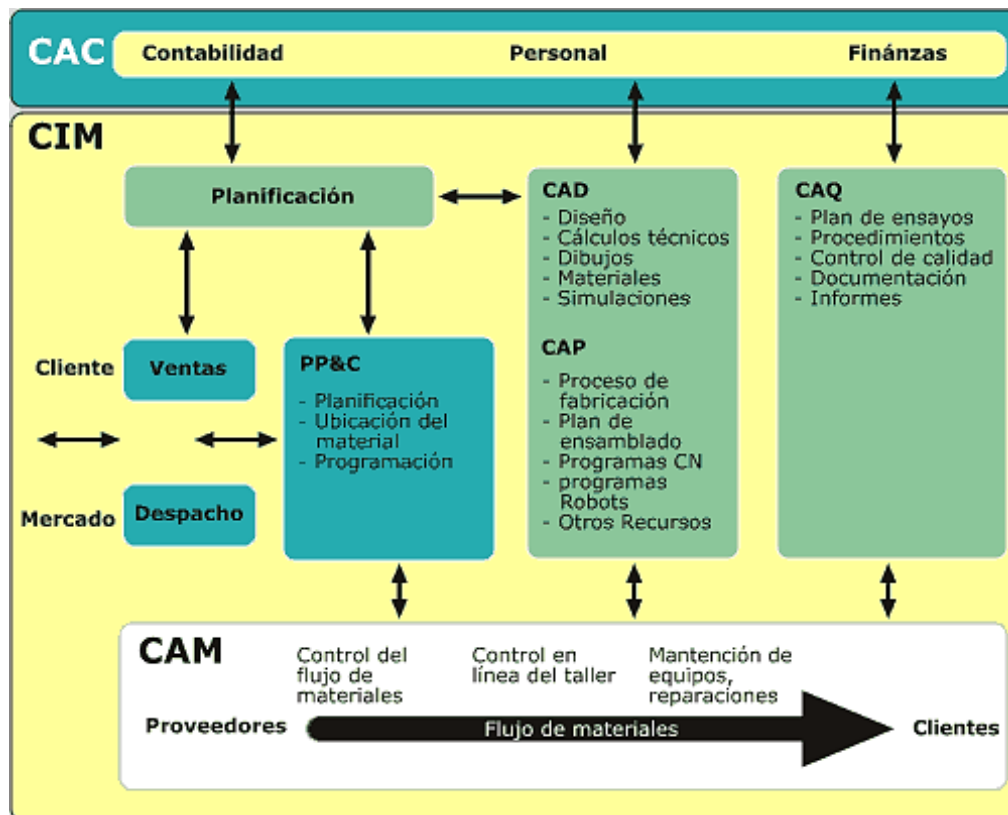 CAC
Contabilidad
Personal
Finánzas
CIM
Planificación
CAD
- Diseño
- Cálculos técnicos
- Dibujos
- Materiales
- Simulaciones
CAP
- Proceso de
fabricación
- Plan de
ensamblado
- Programas CN
- programas
Robots
- Otros Recursos
CAQ
- Plan de ensayos
- Procedimientos
- Control de calidad
- Documentación
- Informes
Cliente
Ventas
PP&C
- Planificación
- Ubicación del
material
- Programación
Mercado
Despacho
CAM
Control del
flujo de
materiales
Control en
línea del taller
Mantención de
equipos,
reparaciones
Proveedores
Flujo de materiales
Clientes